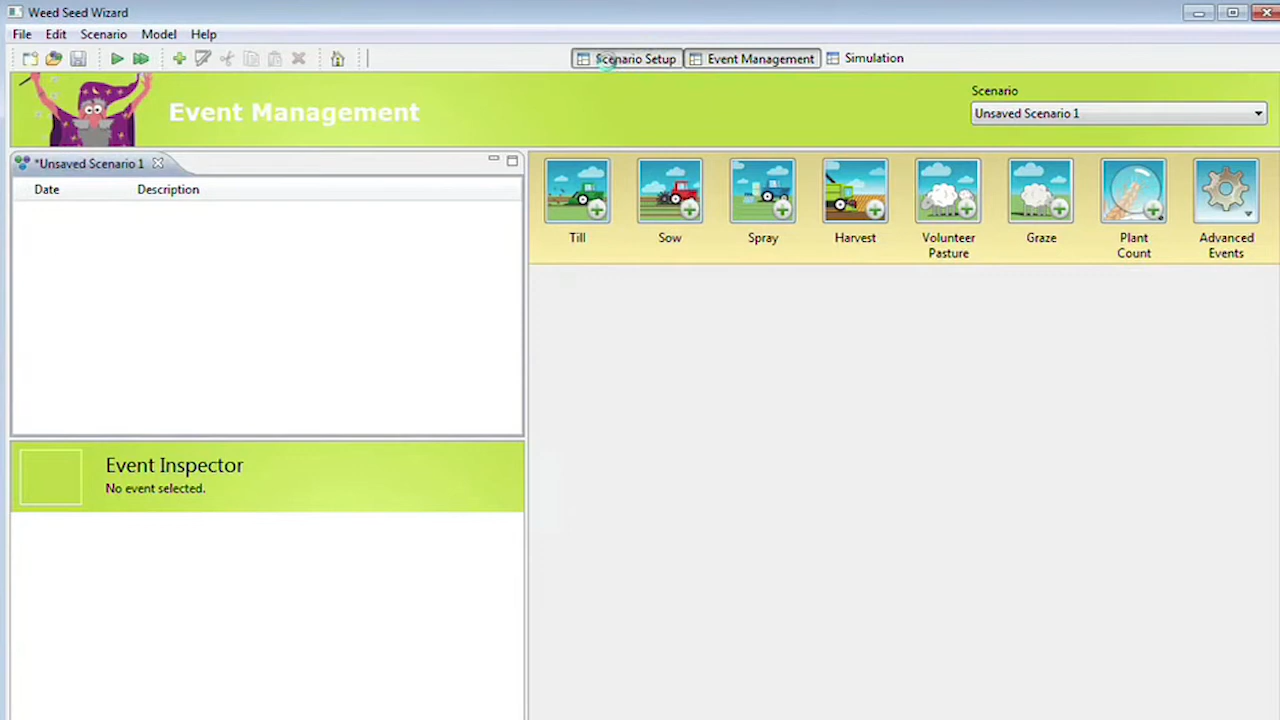 Weed Seed Wizard
File Edit Scenario Model Help
Scenario Setup Event Management Simulation
Event Management
Scenario
Unsaved Scenario 1
*Unsaved Scenario 1
Date Description
Till Sow Spray Harvest Volunteer Pasture Graze Plant Count Advanced Events
Event Inspector
No event selected.